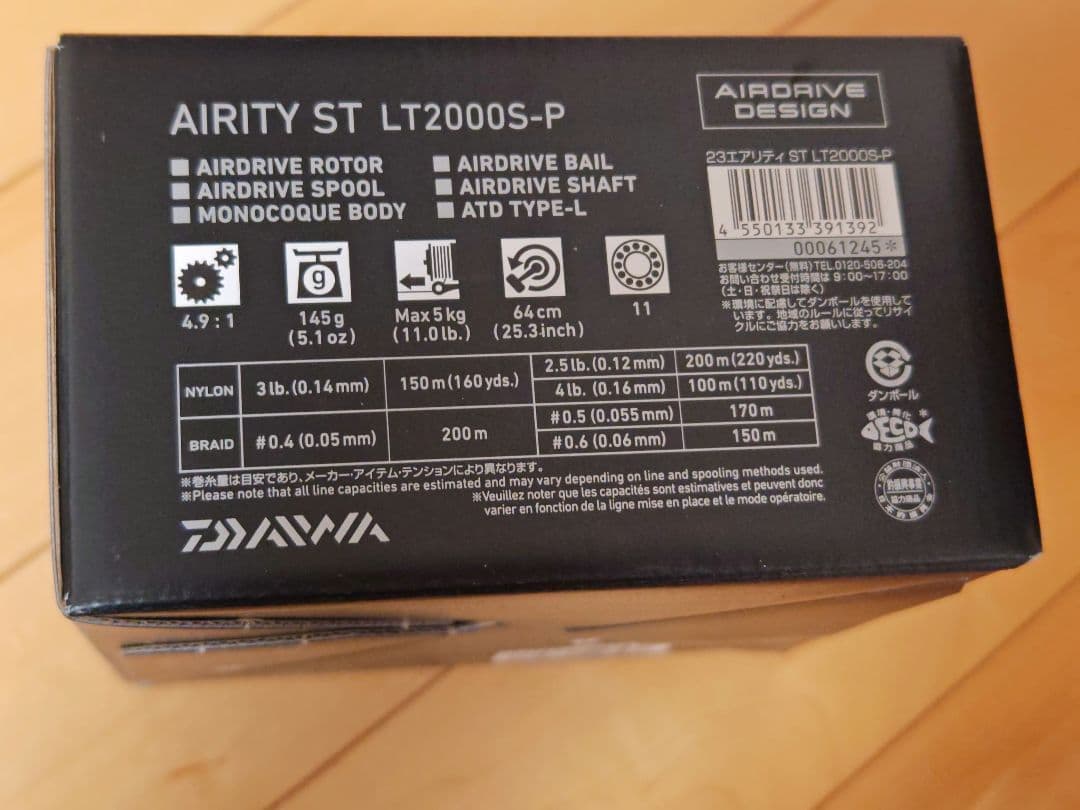 AIRITY ST LT2000S-P
AIRDRIVE DESIGN
■ AIRDRIVE ROTOR
■ AIRDRIVE SPOOL
■ MONOCOQUE BODY
■ AIRDRIVE BAIL
■ AIRDRIVE SHAFT
■ ATD TYPE-L
23エアリティ ST LT2000S-P
4 550133 391392
00061245*
お客様センター(無料)TEL.0120-506-204
お問い合わせ受付時間は 9:00〜17:00
(土・日・祝祭日は除く)
※環境に配慮してダンボールを使用して
います。地域のルールに従ってリサイ
クルにご協力をお願いします。
g
4.9:1
145g
(5.1oz)
Max5kg
(11.0lb.)
64cm
(25.3inch)
11
NYLON 3lb.(0.14mm) 150m(160yds.) 2.5lb.(0.12mm) 200m(220yds.)
4lb.(0.16mm) 100m(110yds.)
BRAID #0.4(0.05mm) 200m #0.5(0.055mm) 170m
#0.6(0.06mm) 150m
※巻糸量は目安であり、メーカー・アイテム・テンションにより異なります。
※Please note that all line capacities are estimated and may vary depending on line and spooling methods used.
※Veuillez noter que les capacités sont estimatives et peuvent donc
varier en fonction de la ligne mise en place et le mode opératoire.
DAIWA
ダンボール
ECO
協力商品